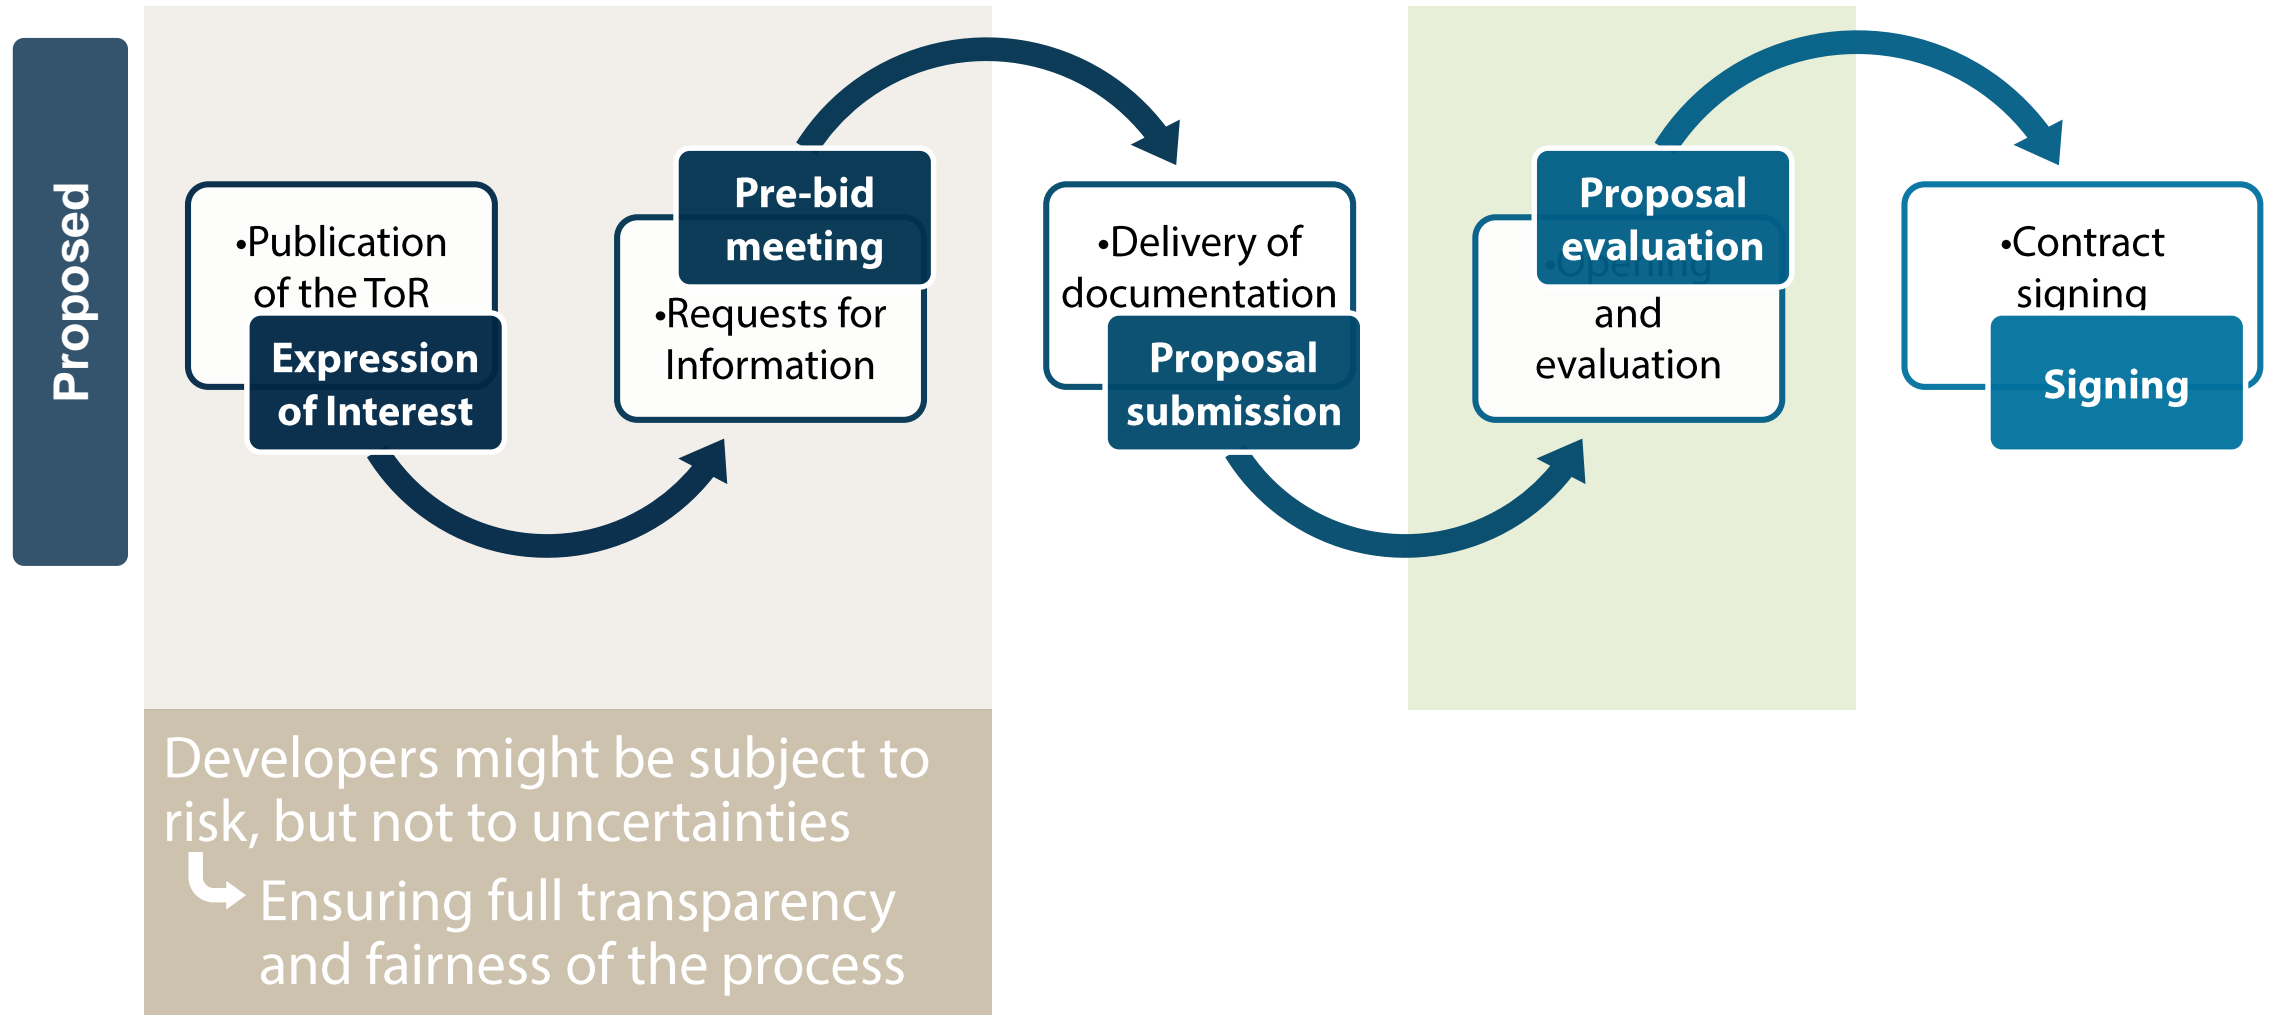 Proposed
•Publication
of the ToR
Expression
of Interest
Pre-bid
meeting
•Requests for
Information
•Delivery of
documentation
Proposal
submission
Proposal
evaluation
•Opening
and
evaluation
•Contract
signing
Signing
Developers might be subject to
risk, but not to uncertainties
Ensuring full transparency
and fairness of the process